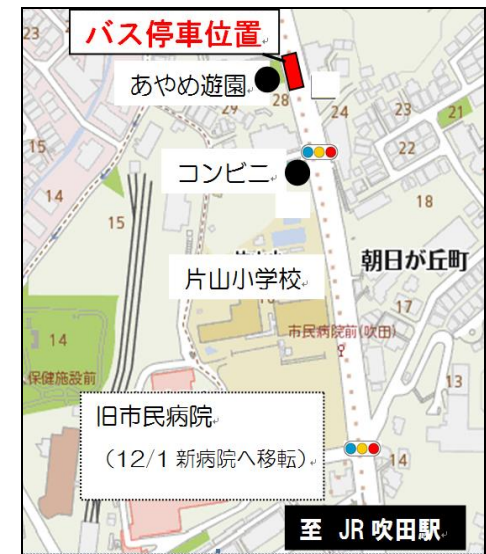 23
バス停車位置
あやめ遊園
29
28
24
23
21
15
22
コンビニ
14
18
15
朝日が丘町
片山小学校
17
市民病院前(吹田)
14
保健施設前
13
旧市民病院
(12/1 新病院へ移転)
14
至 JR 吹田駅